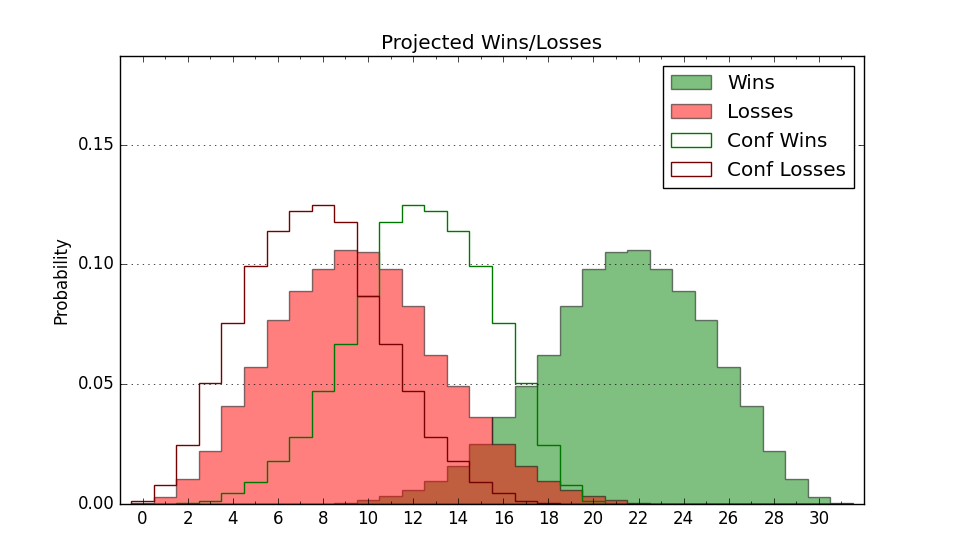 Projected Wins/Losses
Wins
Losses
Conf Wins
Conf Losses
Probability
0.15
0.10
0.05
0.00
0 2 4 6 8 10 12 14 16 18 20 22 24 26 28 30